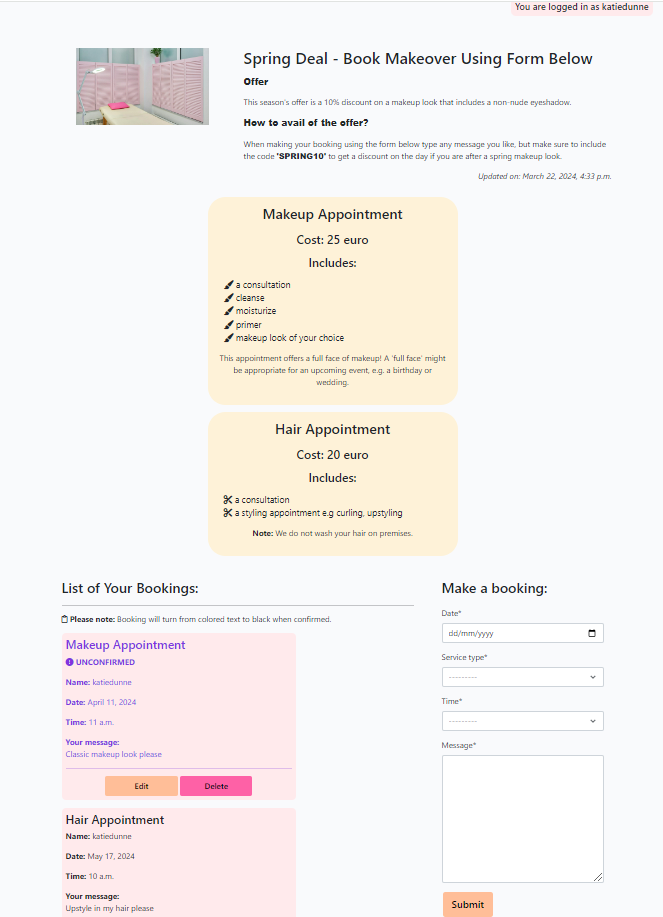 You are logged in as katiedunne
Spring Deal - Book Makeover Using Form Below
Offer
This season's offer is a 10% discount on a makeup look that includes a non-nude eyeshadow.
How to avail of the offer?
When making your booking using the form below type any message you like, but make sure to include
the code 'SPRING10' to get a discount on the day if you are after a spring makeup look.
Updated on: March 22, 2024, 4:33 p.m.
Makeup Appointment
Cost: 25 euro
Includes:
a consultation
cleanse
moisturize
primer
makeup look of your choice
This appointment offers a full face of makeup! A 'full face' might
be appropriate for an upcoming event, e.g. a birthday or
wedding.
Hair Appointment
Cost: 20 euro
Includes:
a consultation
a styling appointment e.g curling, upstyling
Note: We do not wash your hair on premises.
List of Your Bookings:
Please note: Booking will turn from colored text to black when confirmed.
Makeup Appointment
UNCONFIRMED
Name: katiedunne
Date: April 11, 2024
Time: 11 a.m.
Your message:
Classic makeup look please
Edit
Delete
Hair Appointment
Name: katiedunne
Date: May 17, 2024
Time: 10 a.m.
Your message:
Upstyle in my hair please
Make a booking:
Date*
dd/mm/yyyy
Service type*
---------
Time*
---------
Message*
Submit